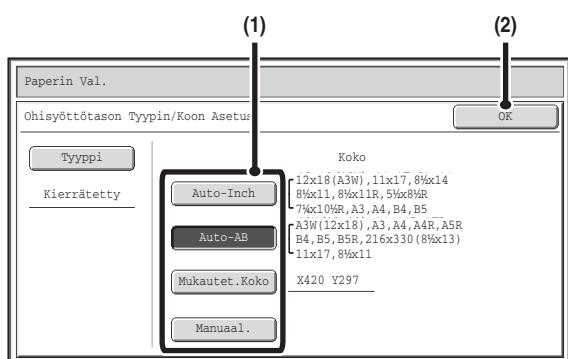 (1)
(2)
Paperin Val.
Ohisyöttötason Tyypin/Koon Asetus
OK
Tyyppi
Kierrätetty
Koko
Auto-Inch
12x18(A3W),11x17,8½x14
8½x11,8½x11R,5½x8½R
7¼x10½R,A3,A4,B4,B5
Auto-AB
A3W(12x18),A3,A4,A4R,A5R
B4,B5,B5R,216x330(8½x13)
11x17,8½x11
Mukautet.Koko
X420 Y297
Manuaal.